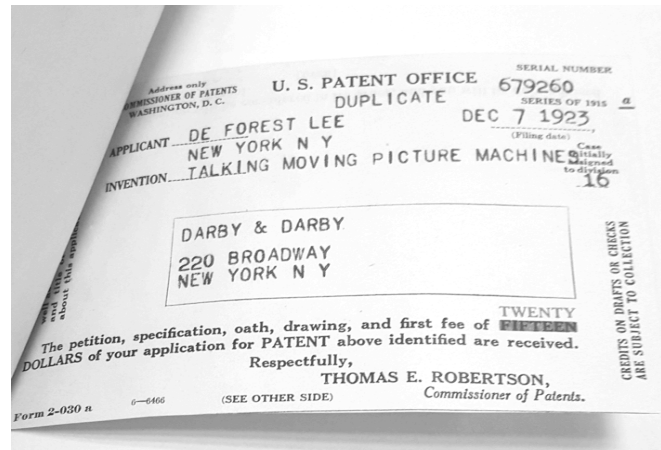 Address only
COMMISSIONER OF PATENTS
WASHINGTON, D. C.
U. S. PATENT OFFICE
DUPLICATE
SERIAL NUMBER
679260
SERIES OF 1915 a
DEC 7 1923
(Filing date)
APPLICANT DE FOREST LEE
NEW YORK N Y
INVENTION TALKING MOVING PICTURE MACHINES
Case
initially
assigned
to division
16
DARBY & DARBY
220 BROADWAY
NEW YORK N Y
and title
about this
TWENTY
The petition, specification, oath, drawing, and first fee of FIFTEEN
DOLLARS of your application for PATENT above identified are received.
Respectfully,
THOMAS E. ROBERTSON,
Commissioner of Patents.
Form 2-030 a
6—6466
(SEE OTHER SIDE)
CREDITS ON DRAFTS OR CHECKS
ARE SUBJECT TO COLLECTION